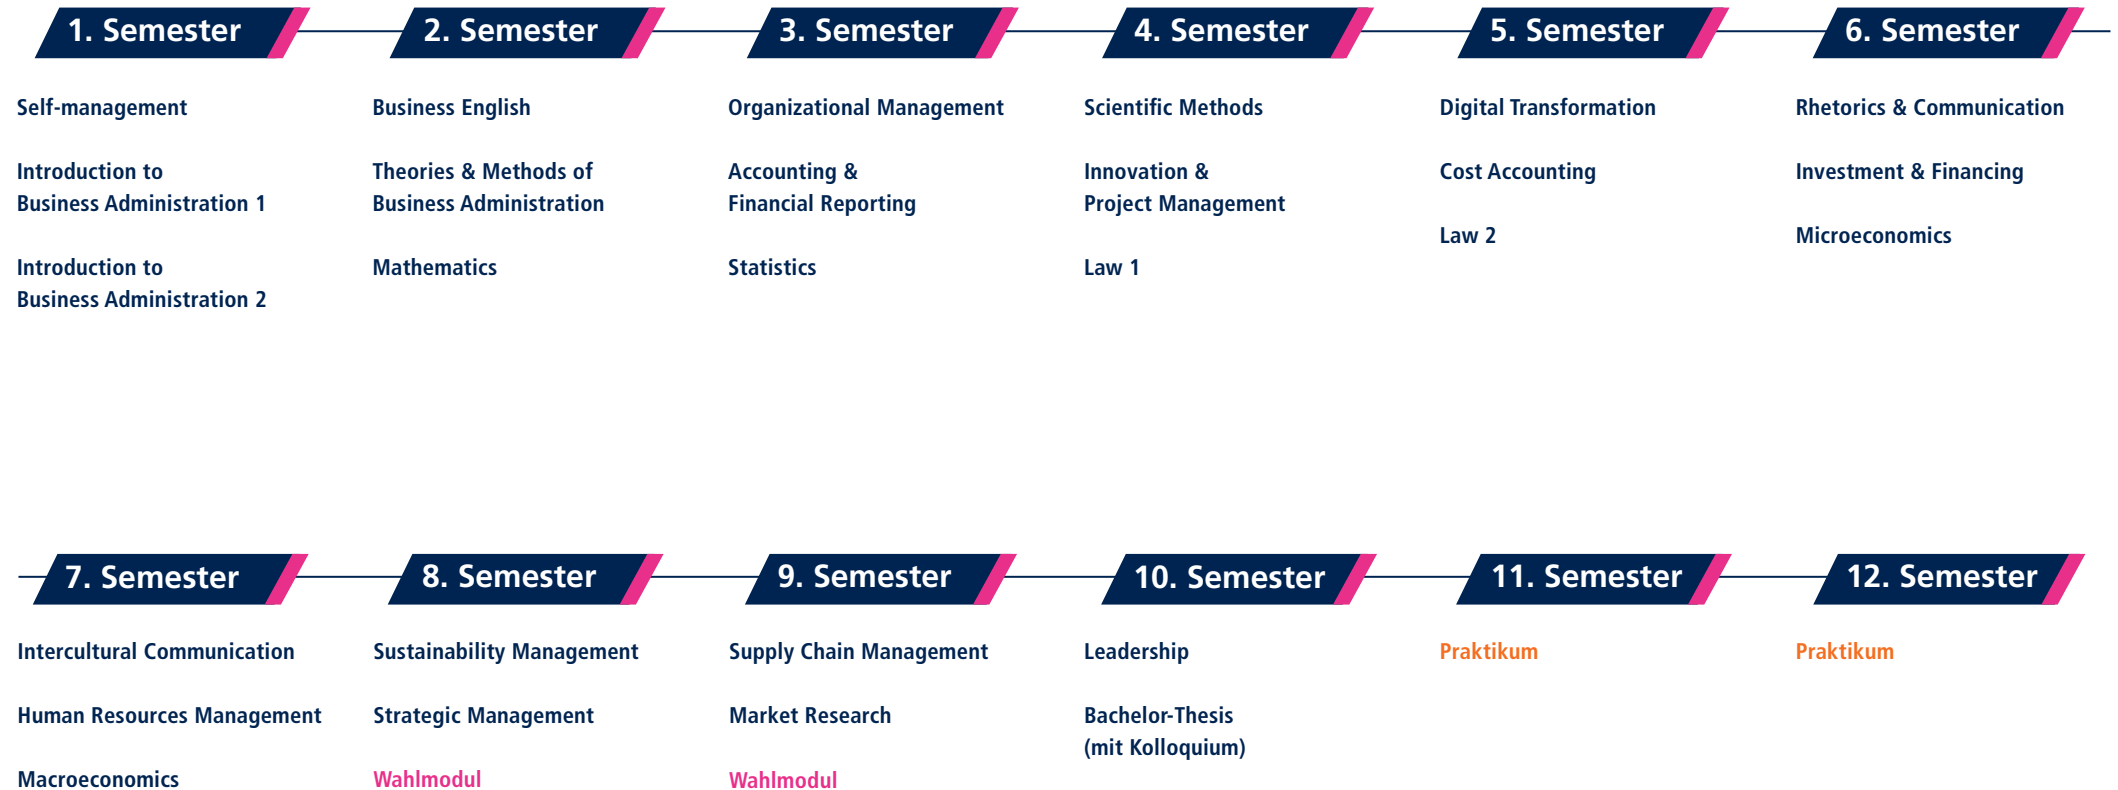 1. Semester
Self-management
Introduction to
Business Administration 1
Introduction to
Business Administration 2
2. Semester
Business English
Theories & Methods of
Business Administration
Mathematics
3. Semester
Organizational Management
Accounting &
Financial Reporting
Statistics
4. Semester
Scientific Methods
Innovation &
Project Management
Law 1
5. Semester
Digital Transformation
Cost Accounting
Law 2
6. Semester
Rhetorics & Communication
Investment & Financing
Microeconomics
7. Semester
Intercultural Communication
Human Resources Management
Macroeconomics
8. Semester
Sustainability Management
Strategic Management
Wahlmodul
9. Semester
Supply Chain Management
Market Research
Wahlmodul
10. Semester
Leadership
Bachelor-Thesis
(mit Kolloquium)
11. Semester
Praktikum
12. Semester
Praktikum